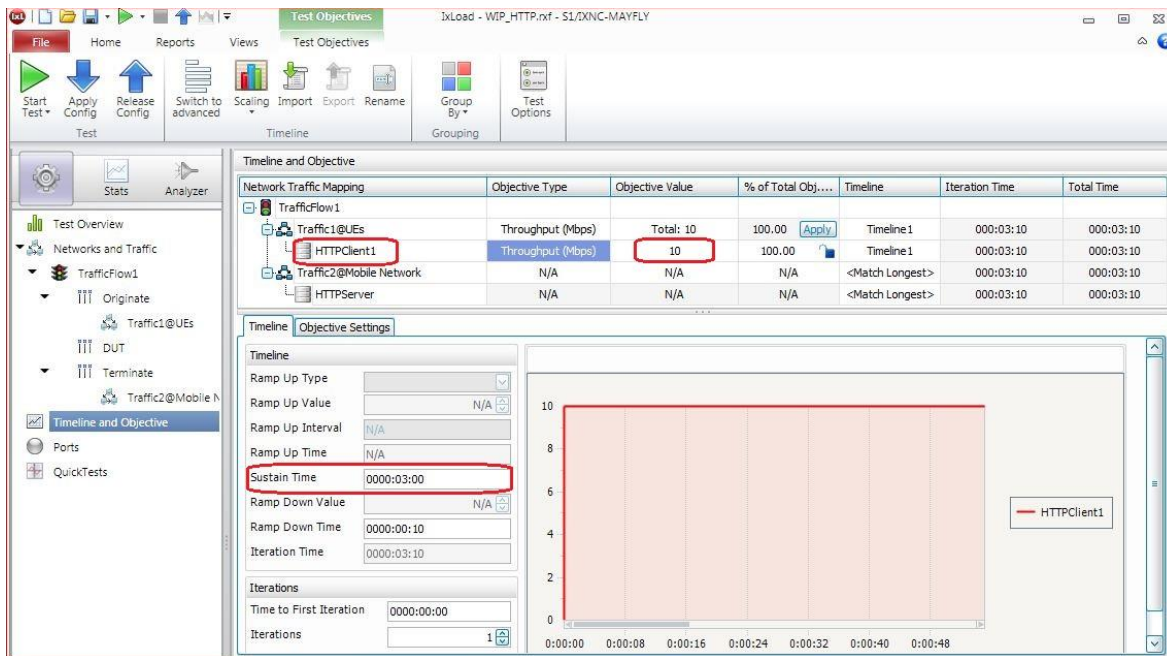 IxL
Test Objectives
IxLoad - WIP_HTTP.rxf - S1/IXNC-MAYFLY
File Home Reports Views Test Objectives
Start Test Apply Config Release Config Switch to advanced Scaling Import Export Rename Group By Test Options
Test Timeline Grouping
Stats Analyzer
Test Overview
Networks and Traffic
TrafficFlow1
Originate
Traffic1@UEs
DUT
Terminate
Traffic2@Mobile N
Timeline and Objective
Ports
QuickTests
Timeline and Objective
Network Traffic Mapping Objective Type Objective Value % of Total Obj.... Timeline Iteration Time Total Time
TrafficFlow1
Traffic1@UEs Throughput (Mbps) Total: 10 100.00 Apply Timeline1 000:03:10 000:03:10
HTTPClient1 Throughput (Mbps) 10 100.00 Timeline1 000:03:10 000:03:10
Traffic2@Mobile Network N/A N/A N/A <Match Longest> 000:03:10 000:03:10
HTTPServer N/A N/A N/A <Match Longest> 000:03:10 000:03:10
Timeline Objective Settings
Timeline
Ramp Up Type
Ramp Up Value N/A
Ramp Up Interval N/A
Ramp Up Time N/A
Sustain Time 0000:03:00
Ramp Down Value N/A
Ramp Down Time 0000:00:10
Iteration Time 0000:03:10
Iterations
Time to First Iteration 0000:00:00
Iterations 1
10
8
6
4
2
0
0:00:00 0:00:08 0:00:16 0:00:24 0:00:32 0:00:40 0:00:48
HTTPClient1